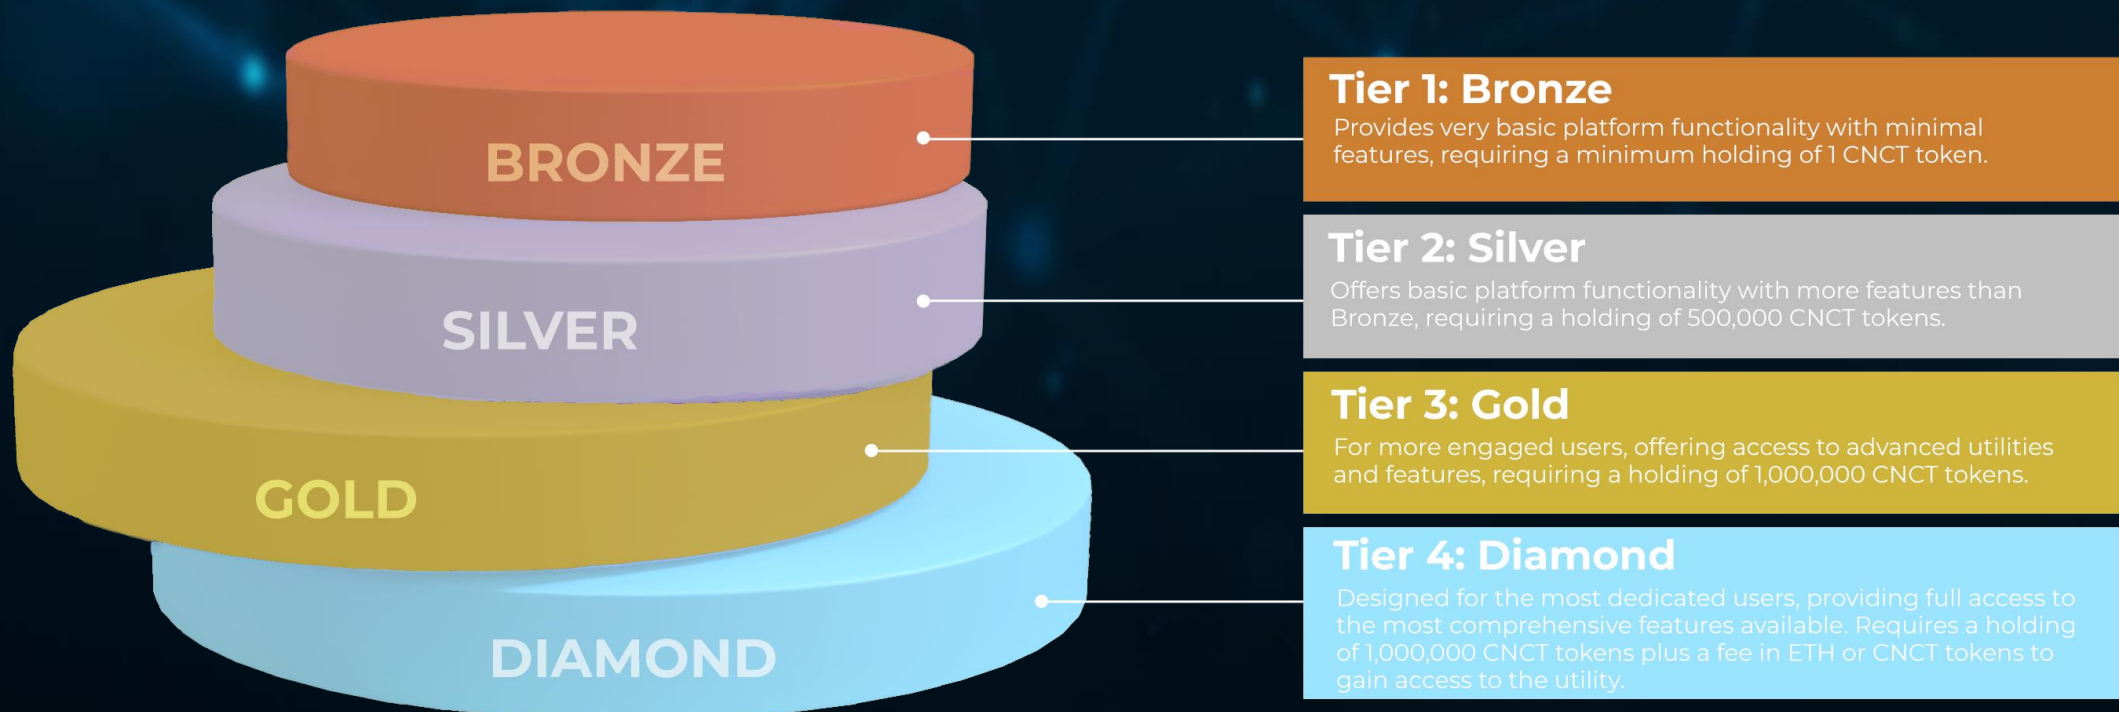 BRONZE
SILVER
GOLD
DIAMOND
Tier 1: Bronze
Provides very basic platform functionality with minimal
features, requiring a minimum holding of 1 CNCT token.
Tier 2: Silver
Offers basic platform functionality with more features than
Bronze, requiring a holding of 500,000 CNCT tokens.
Tier 3: Gold
For more engaged users, offering access to advanced utilities
and features, requiring a holding of 1,000,000 CNCT tokens.
Tier 4: Diamond
Designed for the most dedicated users, providing full access to
the most comprehensive features available. Requires a holding
of 1,000,000 CNCT tokens plus a fee in ETH or CNCT tokens to
gain access to the utility.